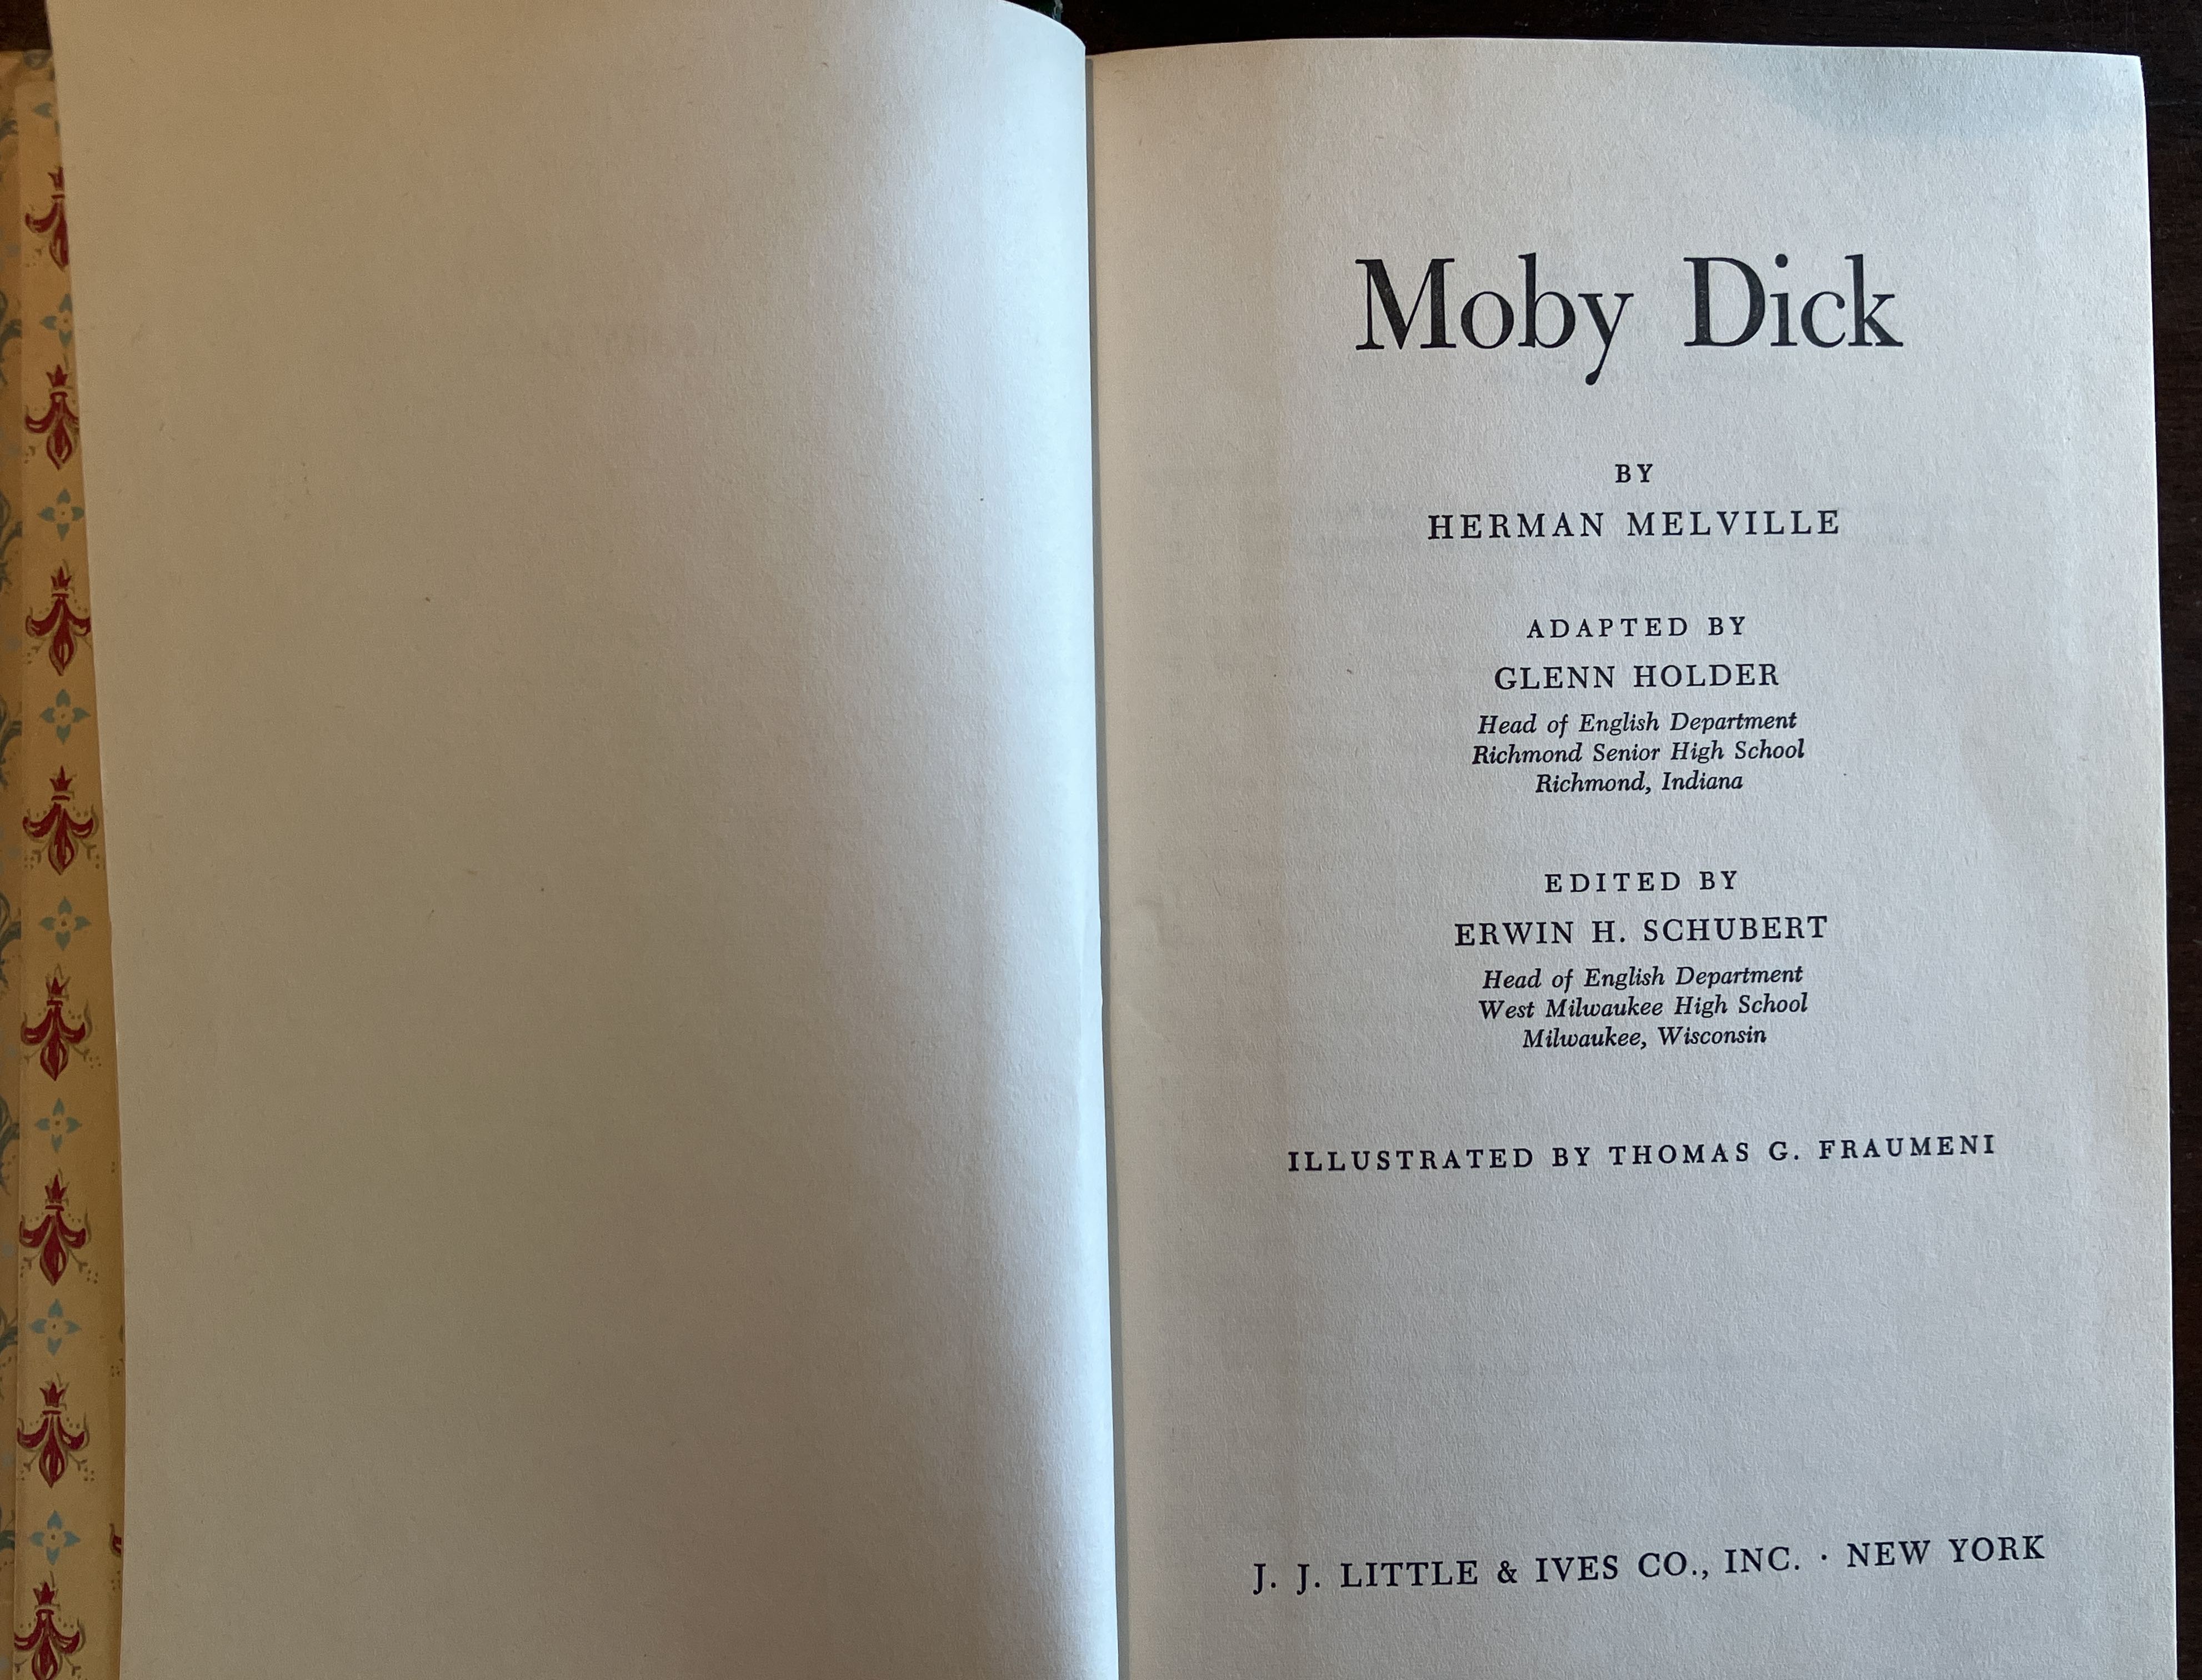 Moby Dick
BY
HERMAN MELVILLE
ADAPTED BY
GLENN HOLDER
Head of English Department
Richmond Senior High School
Richmond, Indiana
EDITED BY
ERWIN H. SCHUBERT
Head of English Department
West Milwaukee High School
Milwaukee, Wisconsin
ILLUSTRATED BY THOMAS G. FRAUMENI
J. J. LITTLE & IVES CO., INC. · NEW YORK